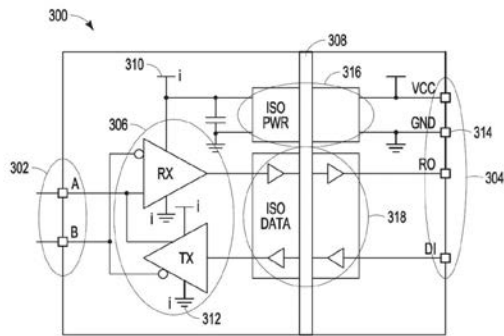 300
308
310
i
316
VCC
ISO
PWR
306
GND
314
302
RO
304
A
RX
i
i
ISO
DATA
318
B
TX
DI
i
312